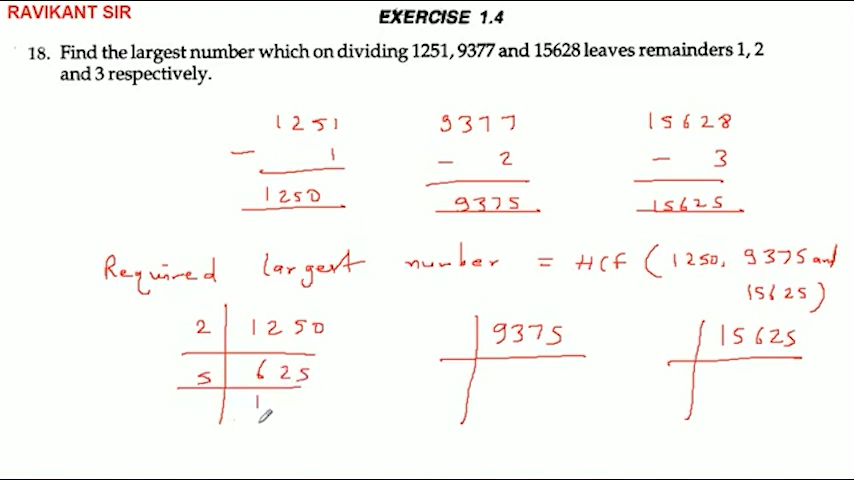 RAVIKANT SIR
EXERCISE 1.4
18. Find the largest number which on dividing 1251, 9377 and 15628 leaves remainders 1, 2
and 3 respectively.
1251 9377 15628
- 1 - 2 - 3
1250 9375 15625
Required largest number = HCF (1250, 9375 and
15625)
2 1250 9375 15625
5 625
1